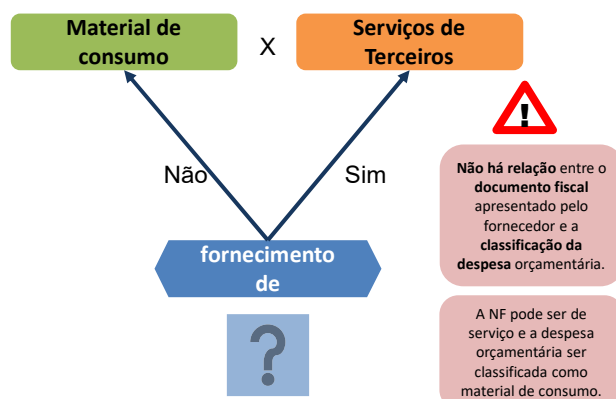 Material de
consumo
X
Serviços de
Terceiros
!
Não
Sim
Não há relação entre o
documento fiscal
apresentado pelo
fornecedor e a
classificação da
despesa orçamentária.
fornecimento
de
?
A NF pode ser de
serviço e a despesa
orçamentária ser
classificada como
material de consumo.